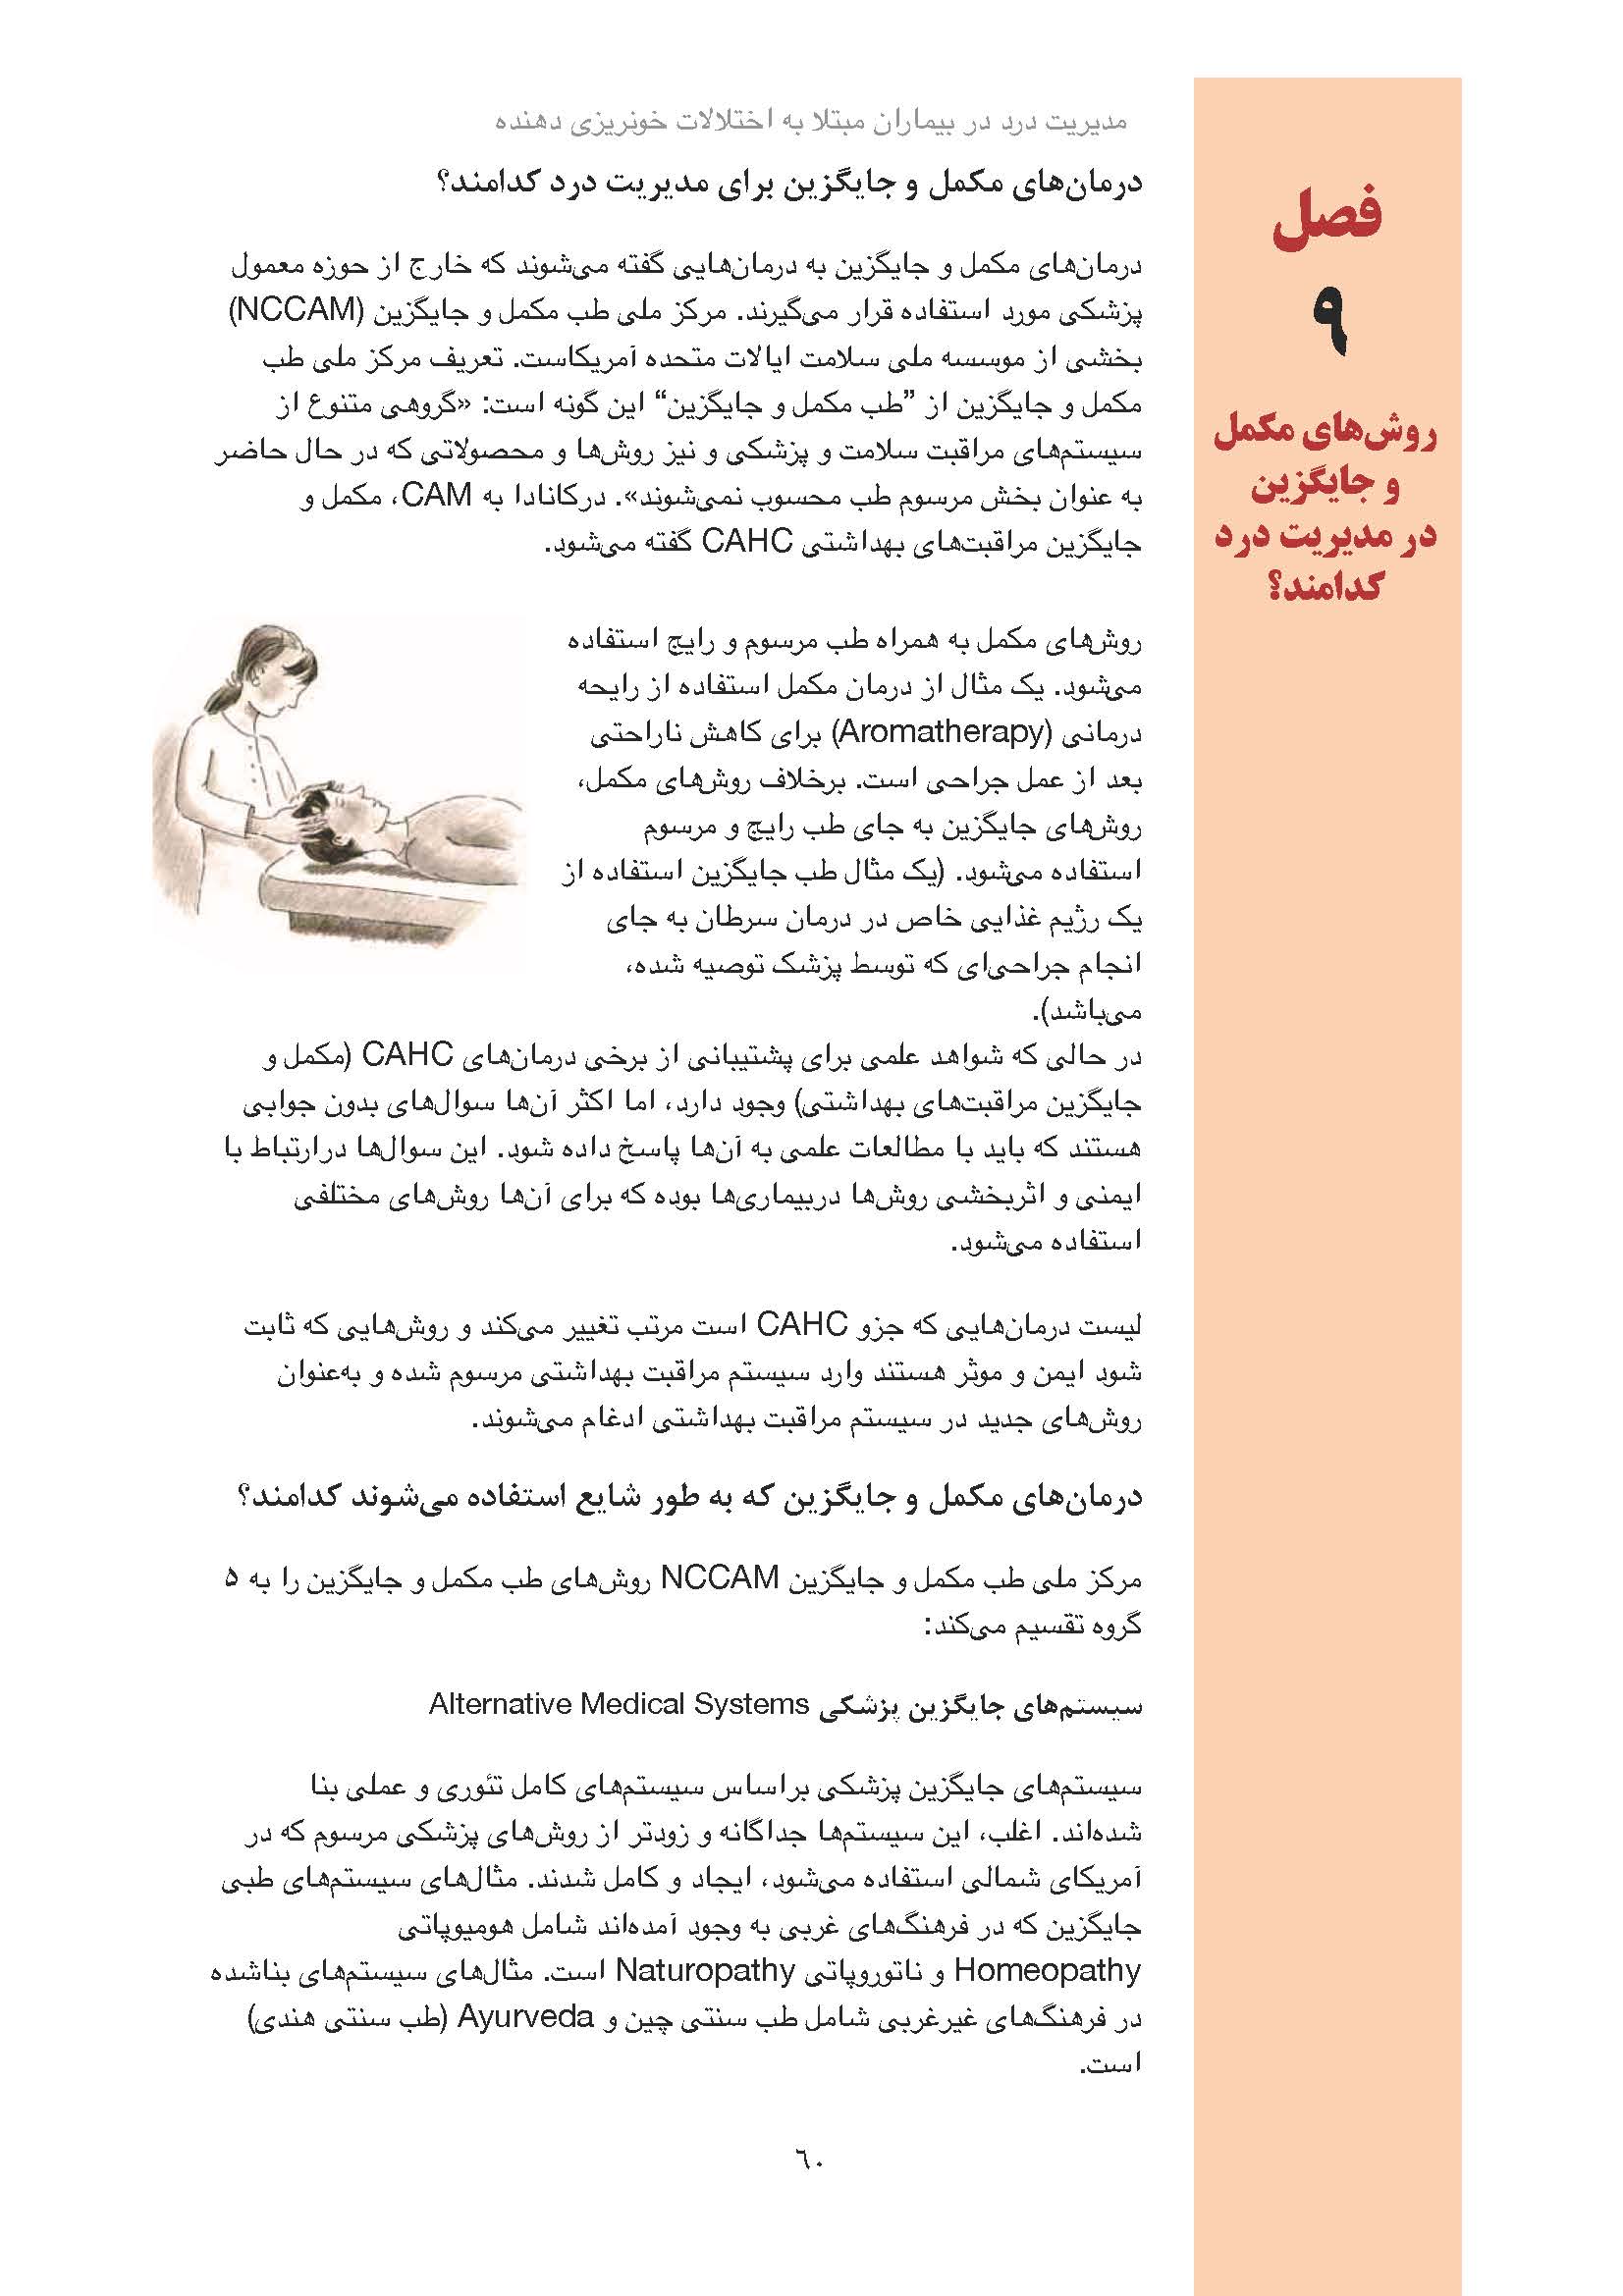 مدیریت درد در بیماران مبتلا به اختلالات خونریزی دهنده
فصل
۹
روش‌های مکمل
و جایگزین
در مدیریت درد
کدامند؟
درمان‌های مکمل و جایگزین برای مدیریت درد کدامند؟
درمان‌های مکمل و جایگزین به درمان‌هایی گفته می‌شوند که خارج از حوزه معمول
پزشکی مورد استفاده قرار می‌گیرند. مرکز ملی طب مکمل و جایگزین (NCCAM)
بخشی از موسسه ملی سلامت ایالات متحده آمریکاست. تعریف مرکز ملی طب
مکمل و جایگزین از ”طب مکمل و جایگزین“ این گونه است: «گروهی متنوع از
سیستم‌های مراقبت سلامت و پزشکی و نیز روش‌ها و محصولاتی که در حال حاضر
به عنوان بخش مرسوم طب محسوب نمی‌شوند». درکانادا به CAM، مکمل و
جایگزین مراقبت‌های بهداشتی CAHC گفته می‌شود.
روش‌های مکمل به همراه طب مرسوم و رایج استفاده
می‌شود. یک مثال از درمان مکمل استفاده از رایحه
درمانی (Aromatherapy) برای کاهش ناراحتی
بعد از عمل جراحی است. برخلاف روش‌های مکمل،
روش‌های جایگزین به جای طب رایج و مرسوم
استفاده می‌شود. (یک مثال طب جایگزین استفاده از
یک رژیم غذایی خاص در درمان سرطان به جای
انجام جراحی‌ای که توسط پزشک توصیه شده،
می‌باشد).
در حالی که شواهد علمی برای پشتیبانی از برخی درمان‌های CAHC (مکمل و
جایگزین مراقبت‌های بهداشتی) وجود دارد، اما اکثر آن‌ها سوال‌های بدون جوابی
هستند که باید با مطالعات علمی به آن‌ها پاسخ داده شود. این سوال‌ها درارتباط با
ایمنی و اثربخشی روش‌ها دربیماری‌ها بوده که برای آن‌ها روش‌های مختلفی
استفاده می‌شود.
لیست درمان‌هایی که جزو CAHC است مرتب تغییر می‌کند و روش‌هایی که ثابت
شود ایمن و موثر هستند وارد سیستم مراقبت بهداشتی مرسوم شده و به‌عنوان
روش‌های جدید در سیستم مراقبت بهداشتی ادغام می‌شوند.
درمان‌های مکمل و جایگزین که به طور شایع استفاده می‌شوند کدامند؟
مرکز ملی طب مکمل و جایگزین NCCAM روش‌های طب مکمل و جایگزین را به ۵
گروه تقسیم می‌کند:
سیستم‌های جایگزین پزشکی Alternative Medical Systems
سیستم‌های جایگزین پزشکی براساس سیستم‌های کامل تئوری و عملی بنا
شده‌اند. اغلب، این سیستم‌ها جداگانه و زودتر از روش‌های پزشکی مرسوم که در
آمریکای شمالی استفاده می‌شود، ایجاد و کامل شدند. مثال‌های سیستم‌های طبی
جایگزین که در فرهنگ‌های غربی به وجود آمده‌اند شامل هومیوپاتی
Homeopathy و ناتوروپاتی Naturopathy است. مثال‌های سیستم‌های بناشده
در فرهنگ‌های غیرغربی شامل طب سنتی چین و Ayurveda (طب سنتی هندی)
است.
٦٠